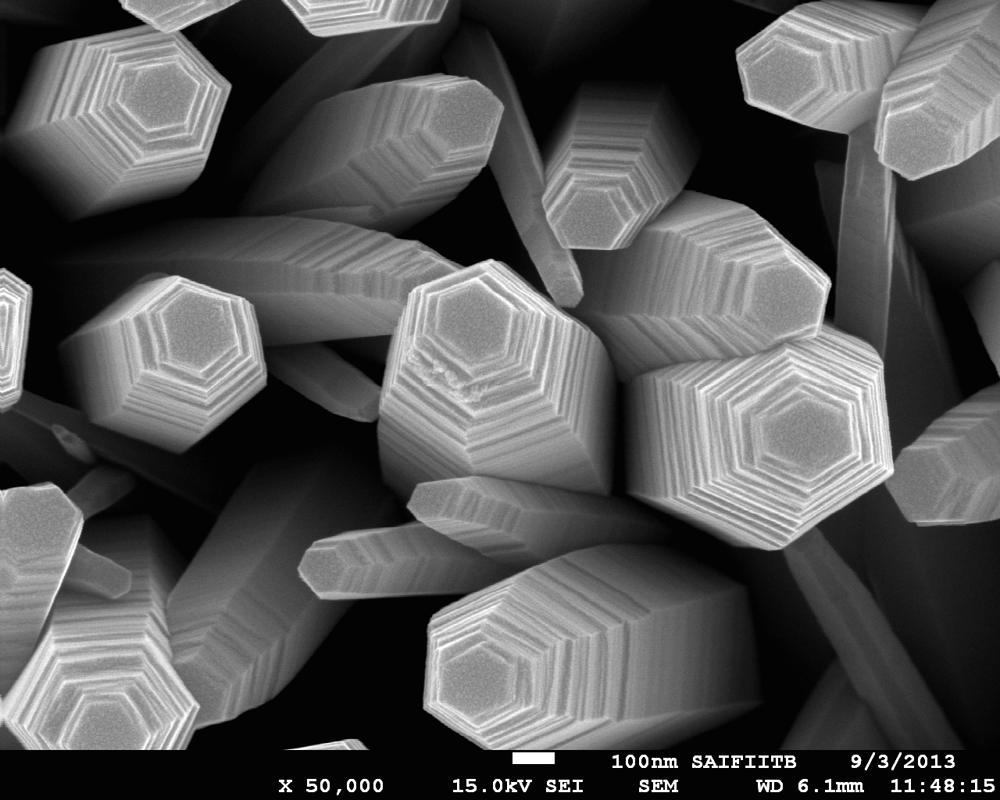 100nm SAIFIITB 9/3/2013
X 50,000 15.0kV SEI SEM WD 6.1mm 11:48:15